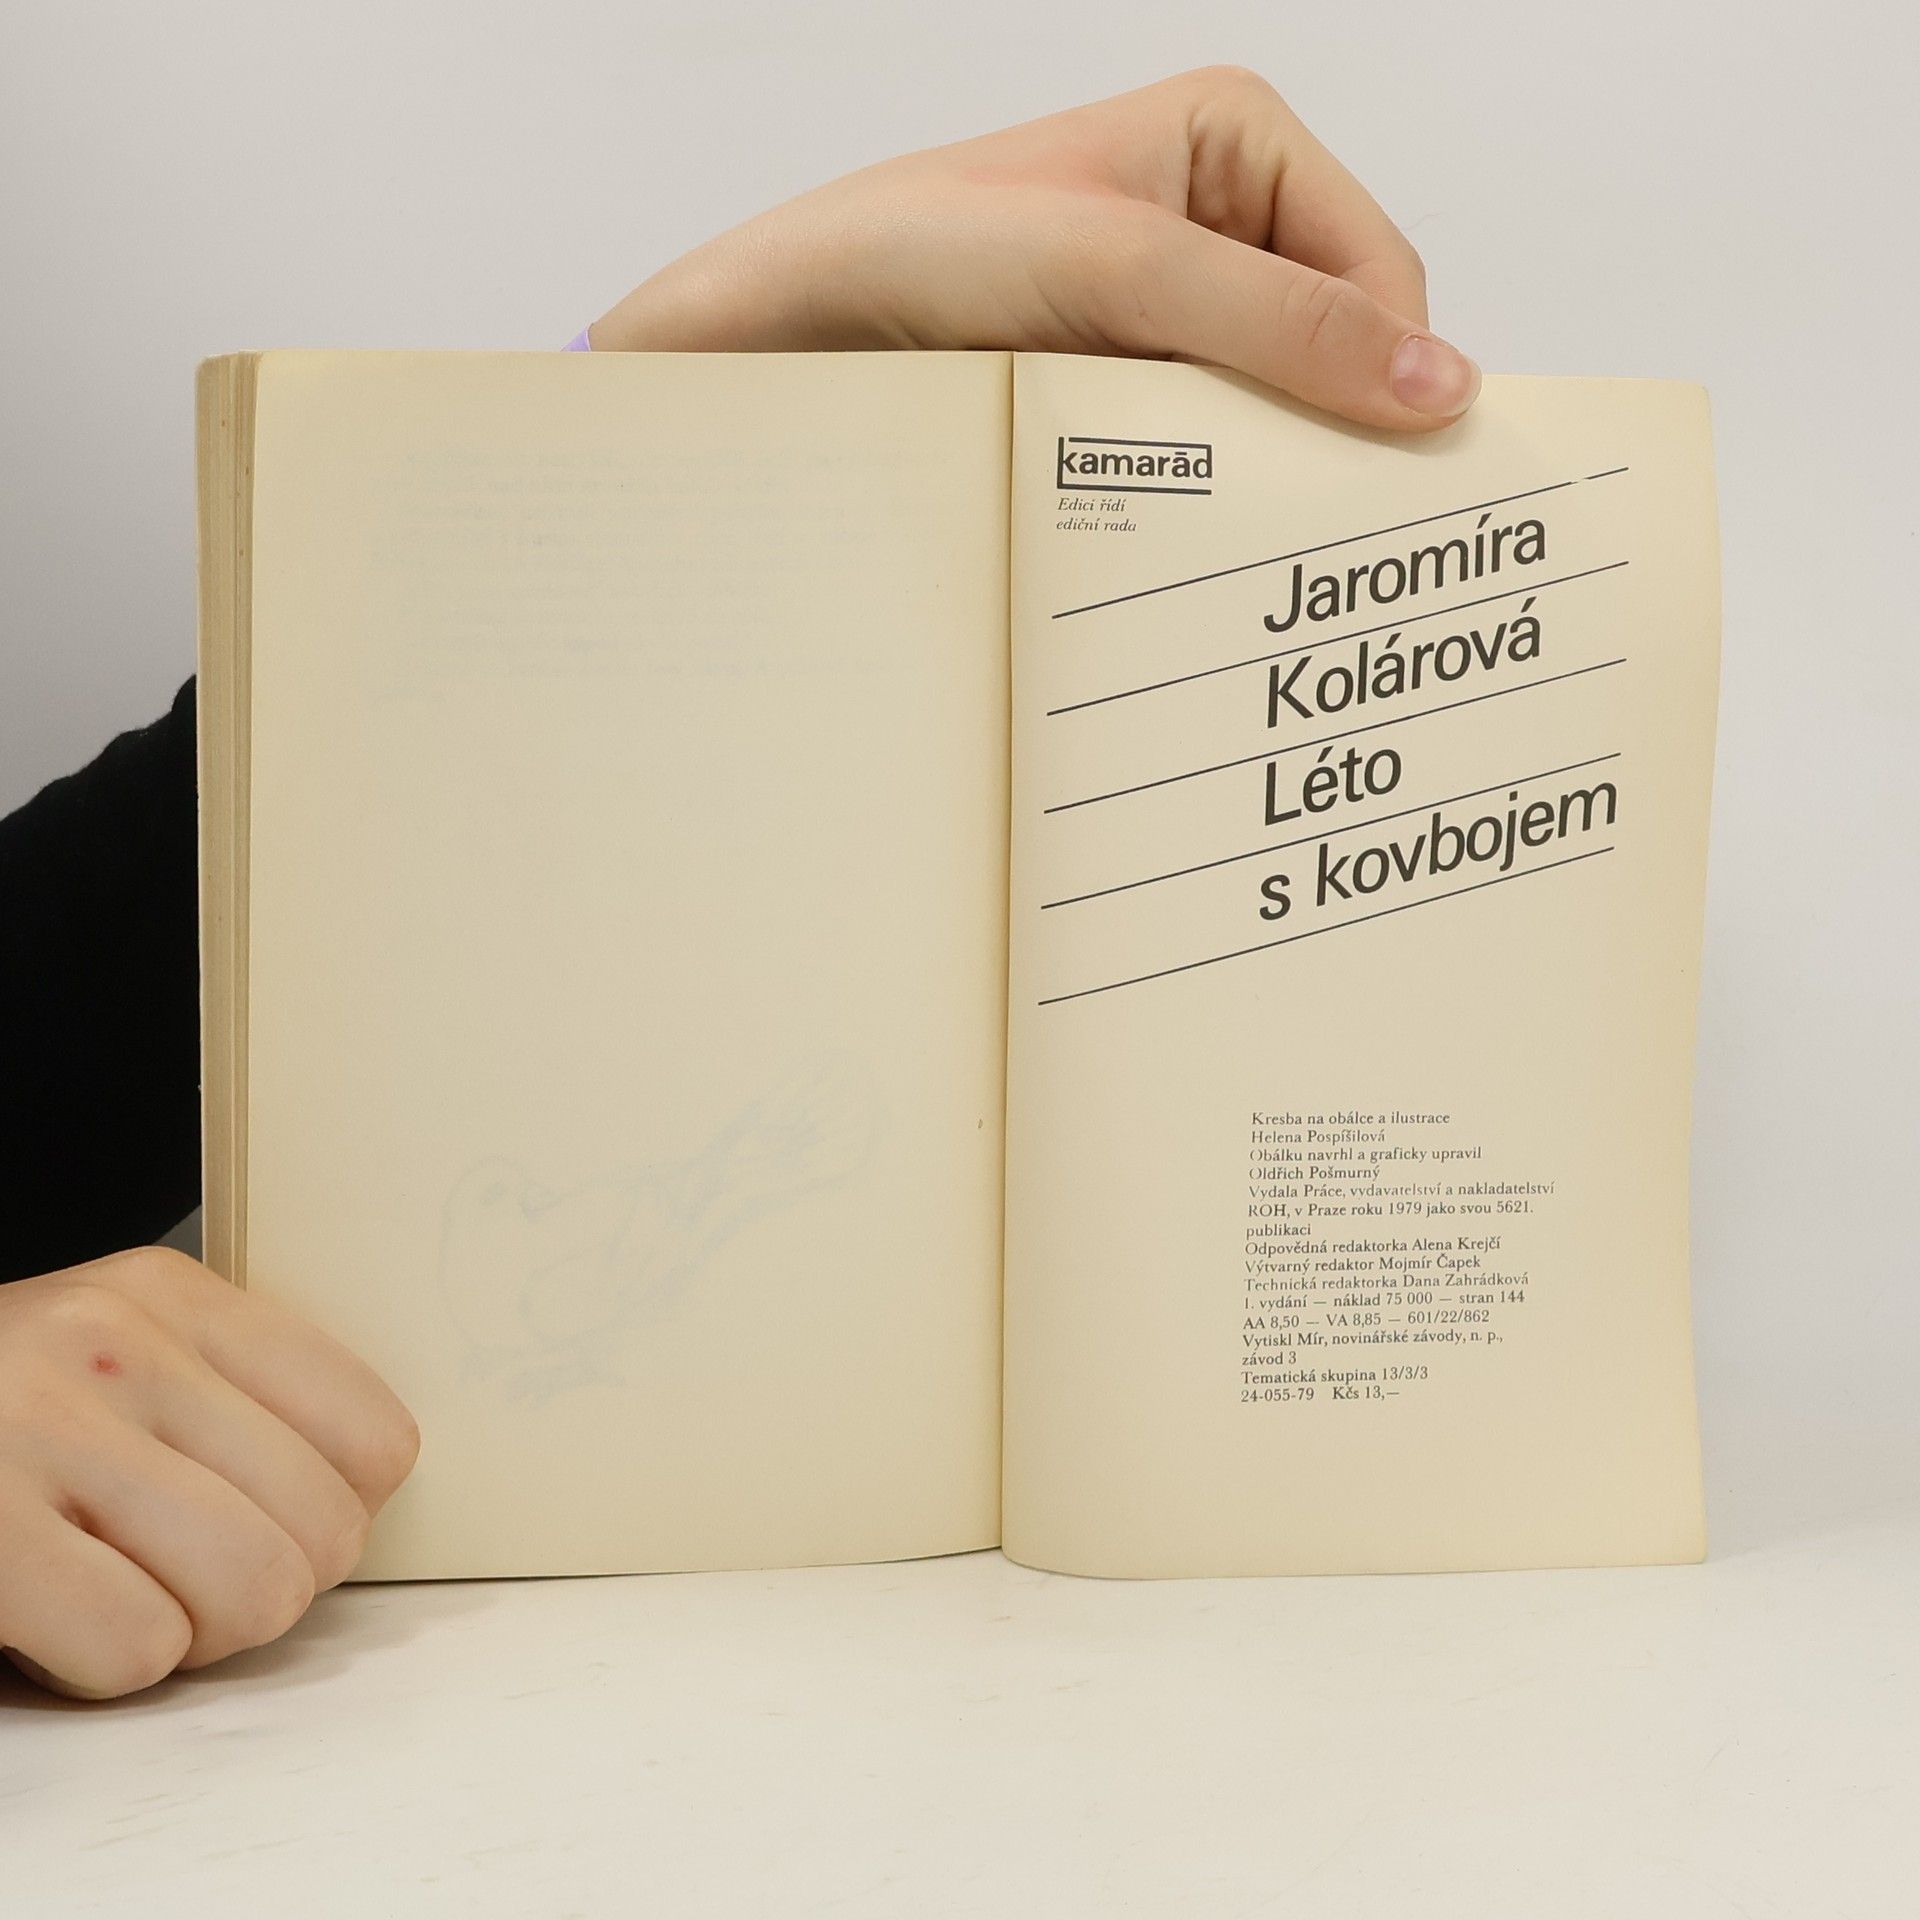 kamarād
Edici řídí
ediční rada
Jaromíra
Kolárová
Léto
s kovbojem
Kresba na obálce a ilustrace
Helena Pospíšilová
Obálku navrhl a graficky upravil
Oldřich Pošmurný
Vydala Práce, vydavatelství a nakladatelství
ROH, v Praze roku 1979 jako svou 5621.
publikaci
Odpovědná redaktorka Alena Krejčí
Výtvarný redaktor Mojmír Čapek
Technická redaktorka Dana Zahrádková
1. vydání — náklad 75 000 — stran 144
AA 8,50 — VA 8,85 — 601/22/862
Vytiskl Mír, novinářské závody, n. p.,
závod 3
Tematická skupina 13/3/3
24-055-79 Kčs 13,—